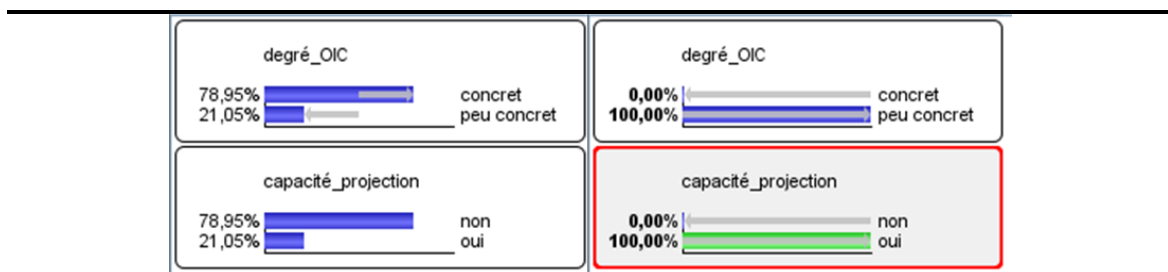 degré_OIC
78,95% concret
21,05% peu concret
degré_OIC
0,00% concret
100,00% peu concret
capacité_projection
78,95% non
21,05% oui
capacité_projection
0,00% non
100,00% oui